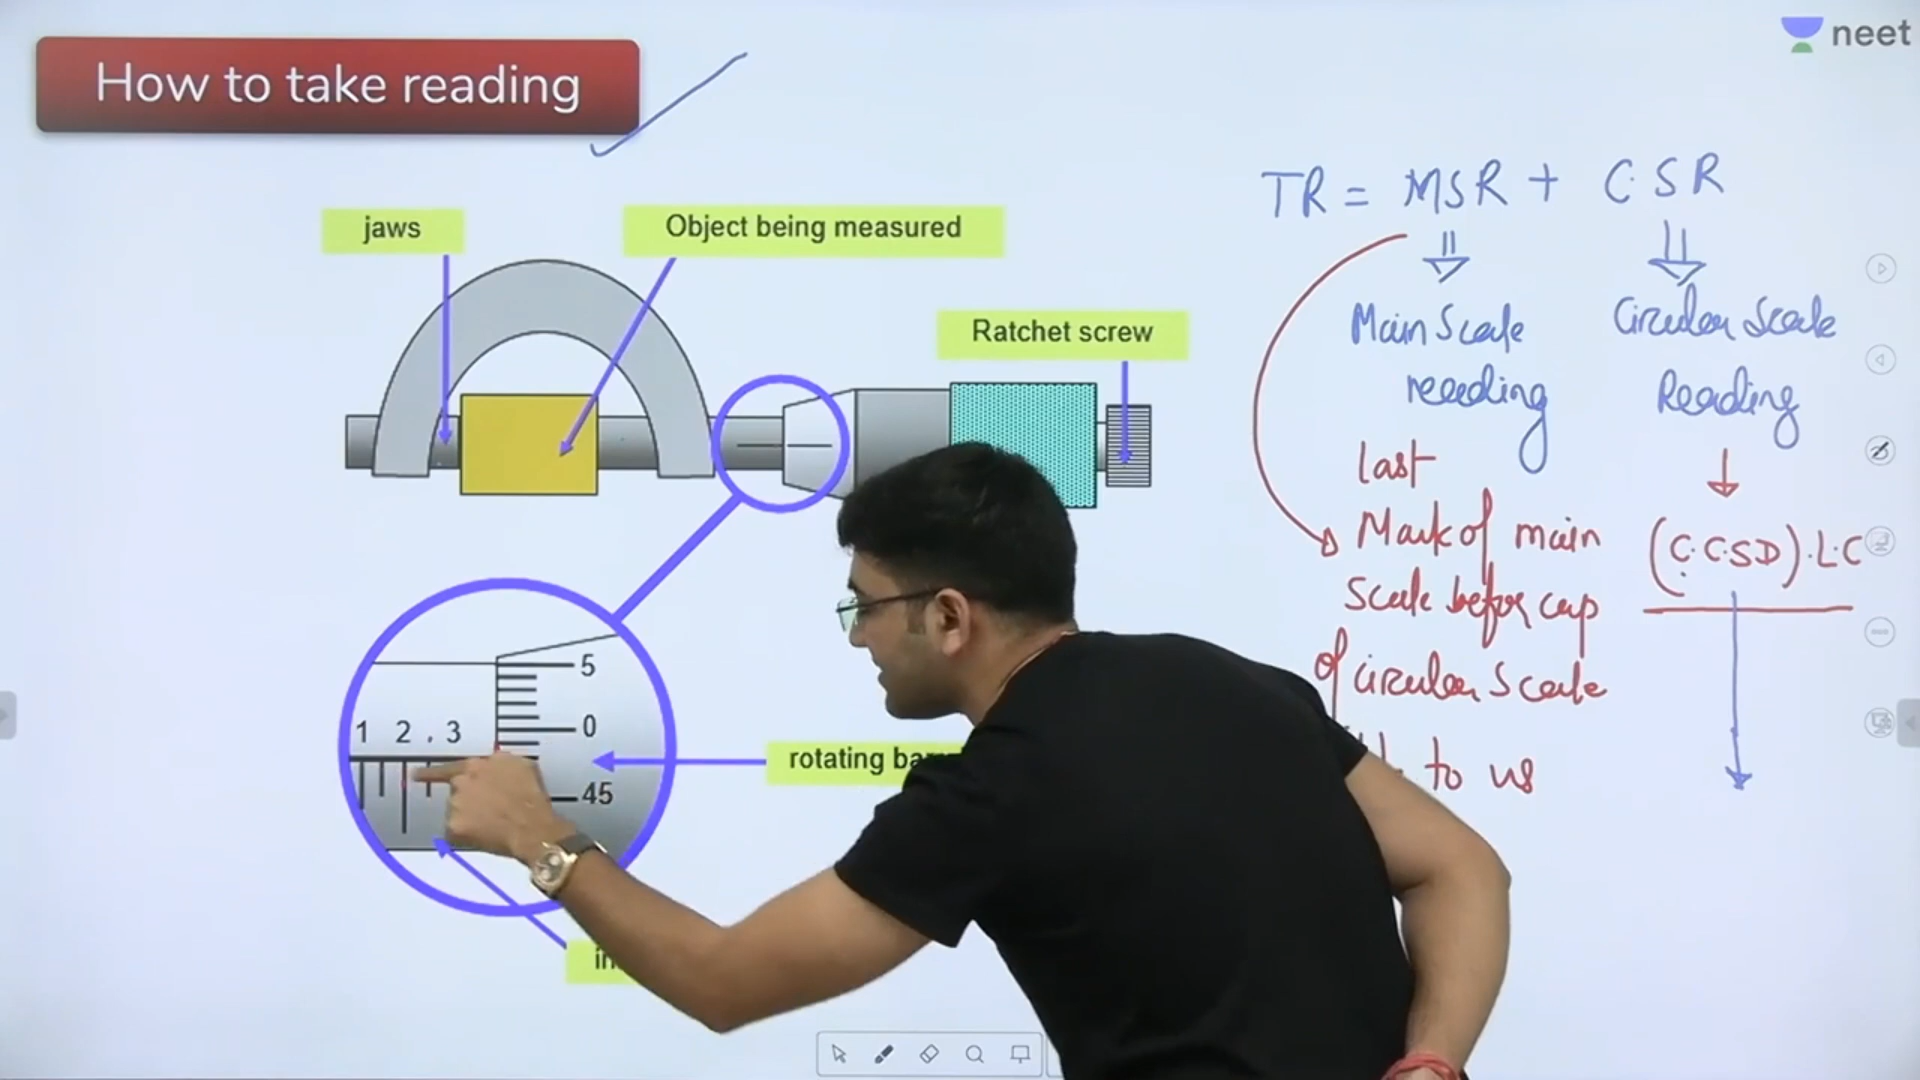 How to take reading
neet
jaws
Object being measured
Ratchet screw
1 2 . 3
5
0
45
rotating
TR = MSR + C.S R
Main Scale
reading
Circular Scale
Reading
last
Mark of main
Scale before cap
of circular Scale
to us
(C.CSD).L.C